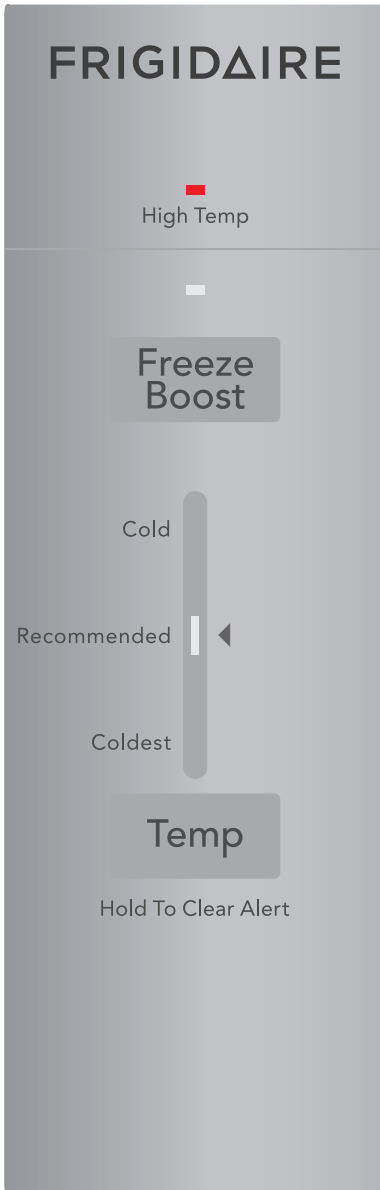 FRIGIDAIRE
High Temp
Freeze
Boost
Cold
Recommended
Coldest
Temp
Hold To Clear Alert